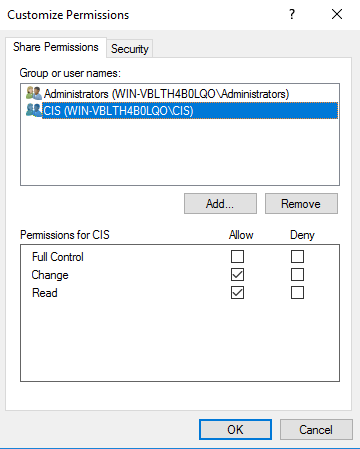 Customize Permissions
Share Permissions Security
Group or user names:
Administrators (WIN-VBLTH4B0LQO\Administrators)
CIS (WIN-VBLTH4B0LQO\CIS)
Add... Remove
Permissions for CIS Allow Deny
Full Control
Change
Read
OK Cancel